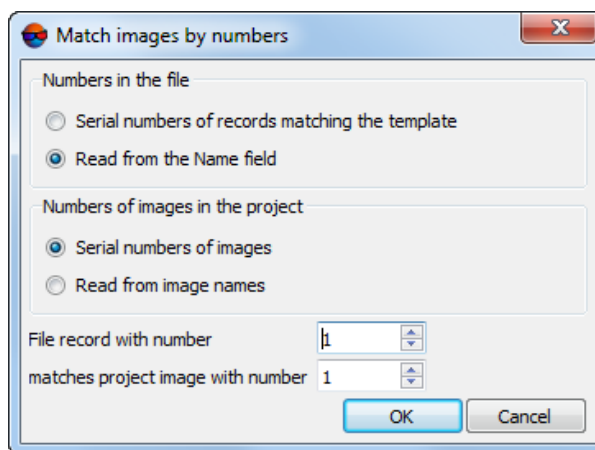 Match images by numbers
Numbers in the file
Serial numbers of records matching the template
Read from the Name field
Numbers of images in the project
Serial numbers of images
Read from image names
File record with number 1
matches project image with number 1
OK Cancel